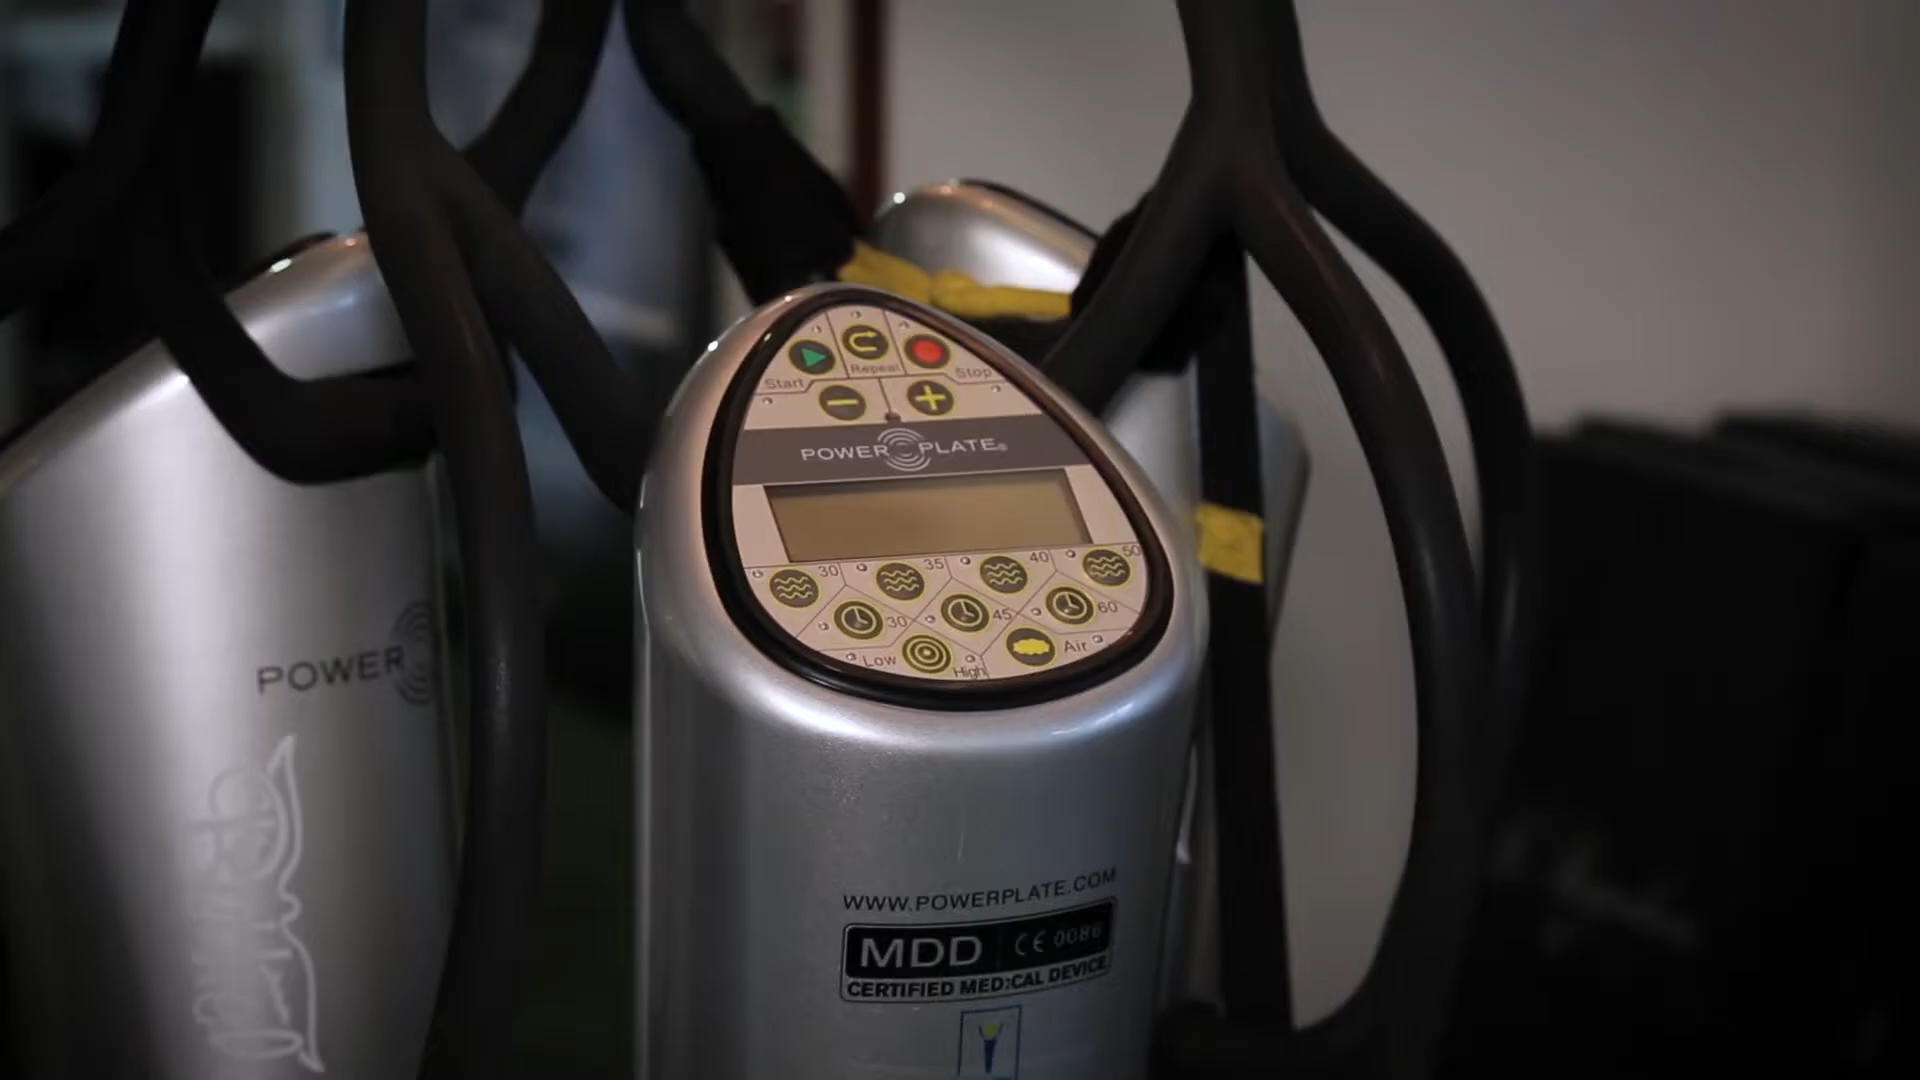 Start
Repeat
Stop
POWER PLATE®
30 35 40 50
30 45 60
Low High Air
POWER
WWW.POWERPLATE.COM
MDD CE 0086
CERTIFIED MEDICAL DEVICE